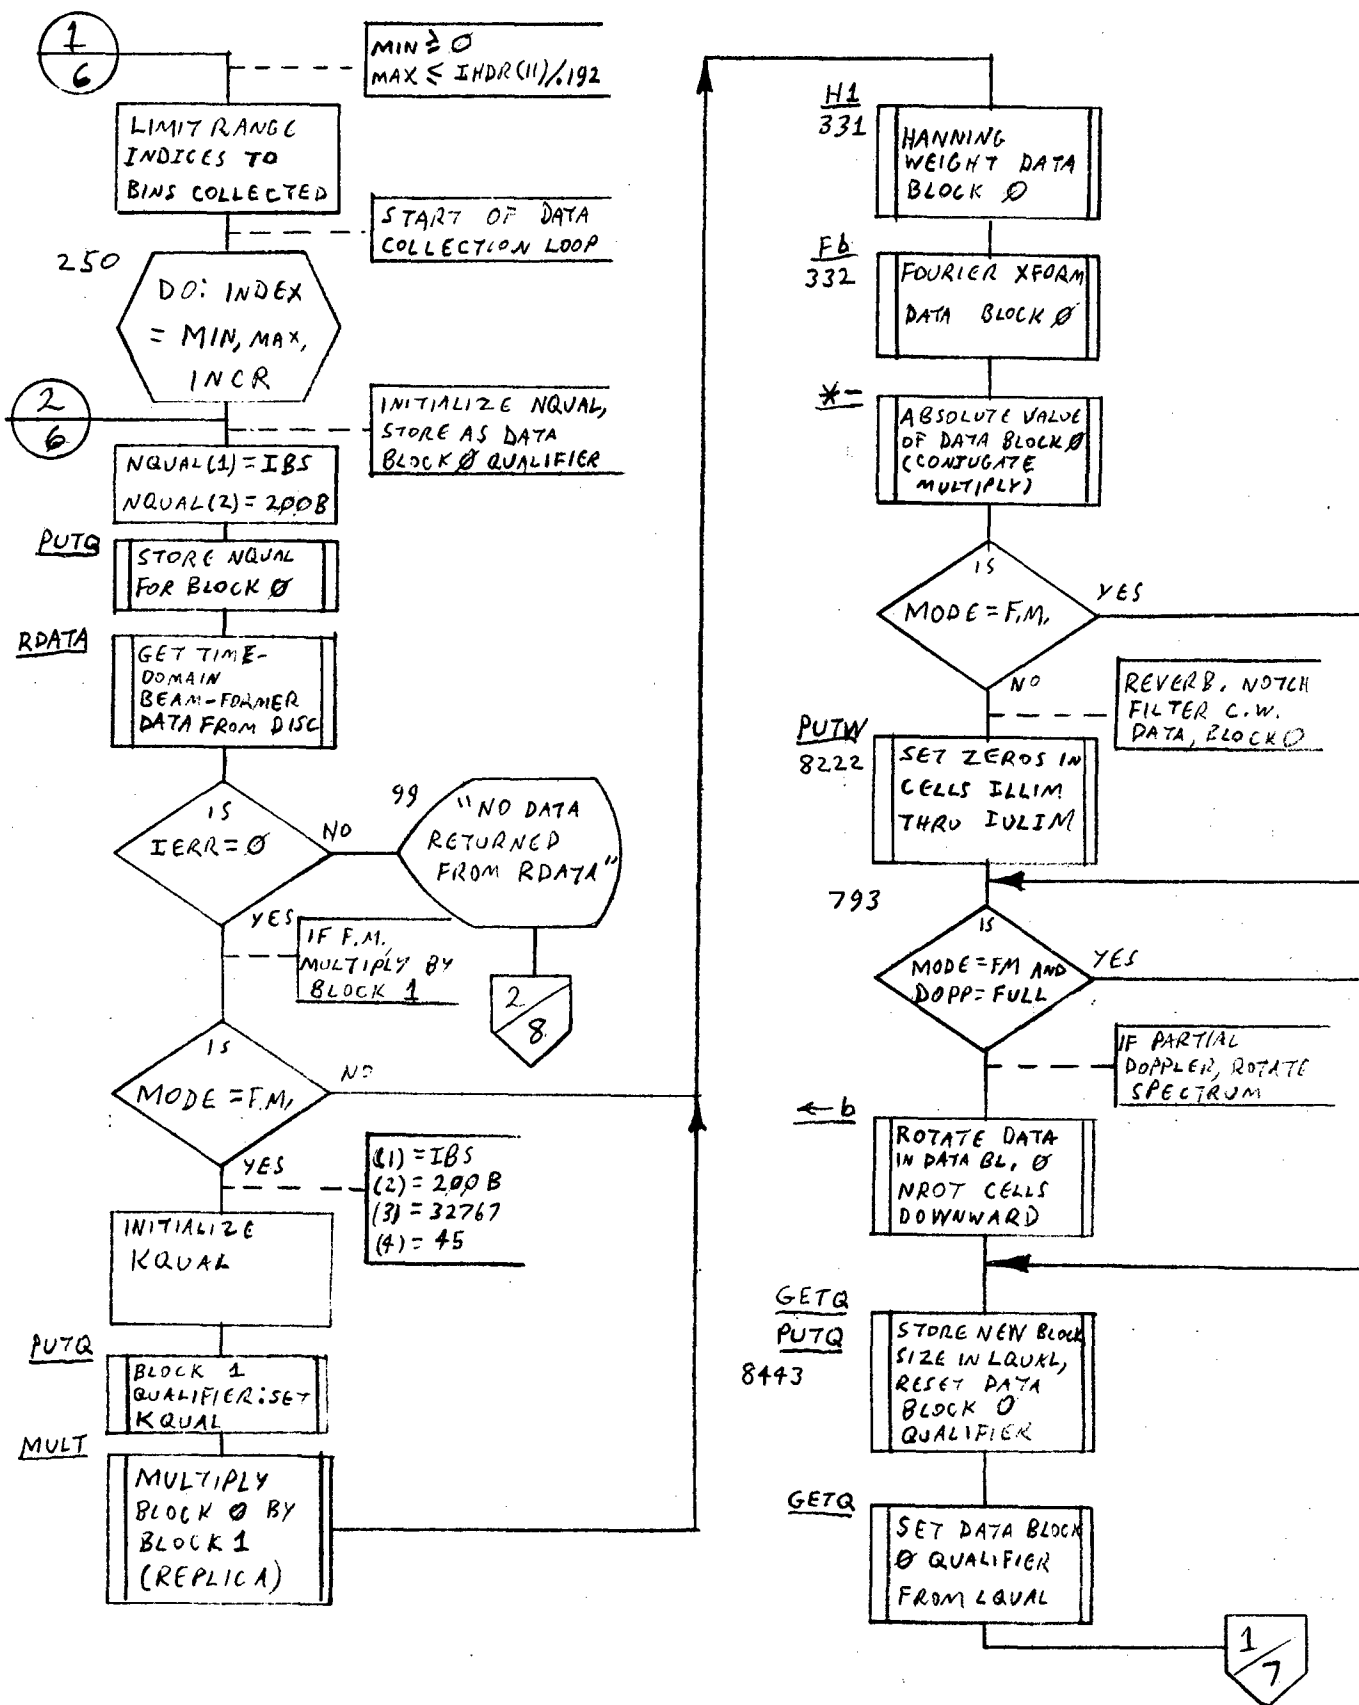 1
6
MIN ≥ 0
MAX ≤ IHDR(11)/.192
LIMIT RANGE
INDICES TO
BINS COLLECTED
START OF DATA
COLLECTION LOOP
250
DO: INDEX
= MIN, MAX,
INCR
2
6
INITIALIZE NQUAL,
STORE AS DATA
BLOCK Ø QUALIFIER
NQUAL(1)=IBS
NQUAL(2)=2ØØB
PUTQ
STORE NQUAL
FOR BLOCK Ø
RDATA
GET TIME-
DOMAIN
BEAM-FORMER
DATA FROM DISC
IS
IERR=Ø
NO
YES
99
"NO DATA
RETURNED
FROM RDATA"
2
8
IF F.M.
MULTIPLY BY
BLOCK 1
IS
MODE=F.M.
NO
YES
(1)=IBS
(2)=2ØØB
(3)=32767
(4)=45
INITIALIZE
KQUAL
PUTQ
BLOCK 1
QUALIFIER:SET
KQUAL
MULT
MULTIPLY
BLOCK Ø BY
BLOCK 1
(REPLICA)
H1
331
HANNING
WEIGHT DATA
BLOCK Ø
Fb
332
FOURIER XFORM
DATA BLOCK Ø
*-
ABSOLUTE VALUE
OF DATA BLOCK Ø
(CONJUGATE
MULTIPLY)
IS
MODE=F.M.
YES
NO
REVERB. NOTCH
FILTER C.W.
DATA, BLOCK O
PUTW
8222
SET ZEROS IN
CELLS ILLIM
THRU IULIM
793
IS
MODE=FM AND
DOPP=FULL
YES
IF PARTIAL
DOPPLER, ROTATE
SPECTRUM
←b
ROTATE DATA
IN DATA BL. Ø
NROT CELLS
DOWNWARD
GETQ
PUTQ
8443
STORE NEW BLOCK
SIZE IN LQUAL,
RESET DATA
BLOCK O
QUALIFIER
GETQ
SET DATA BLOCK
Ø QUALIFIER
FROM LQUAL
1
7